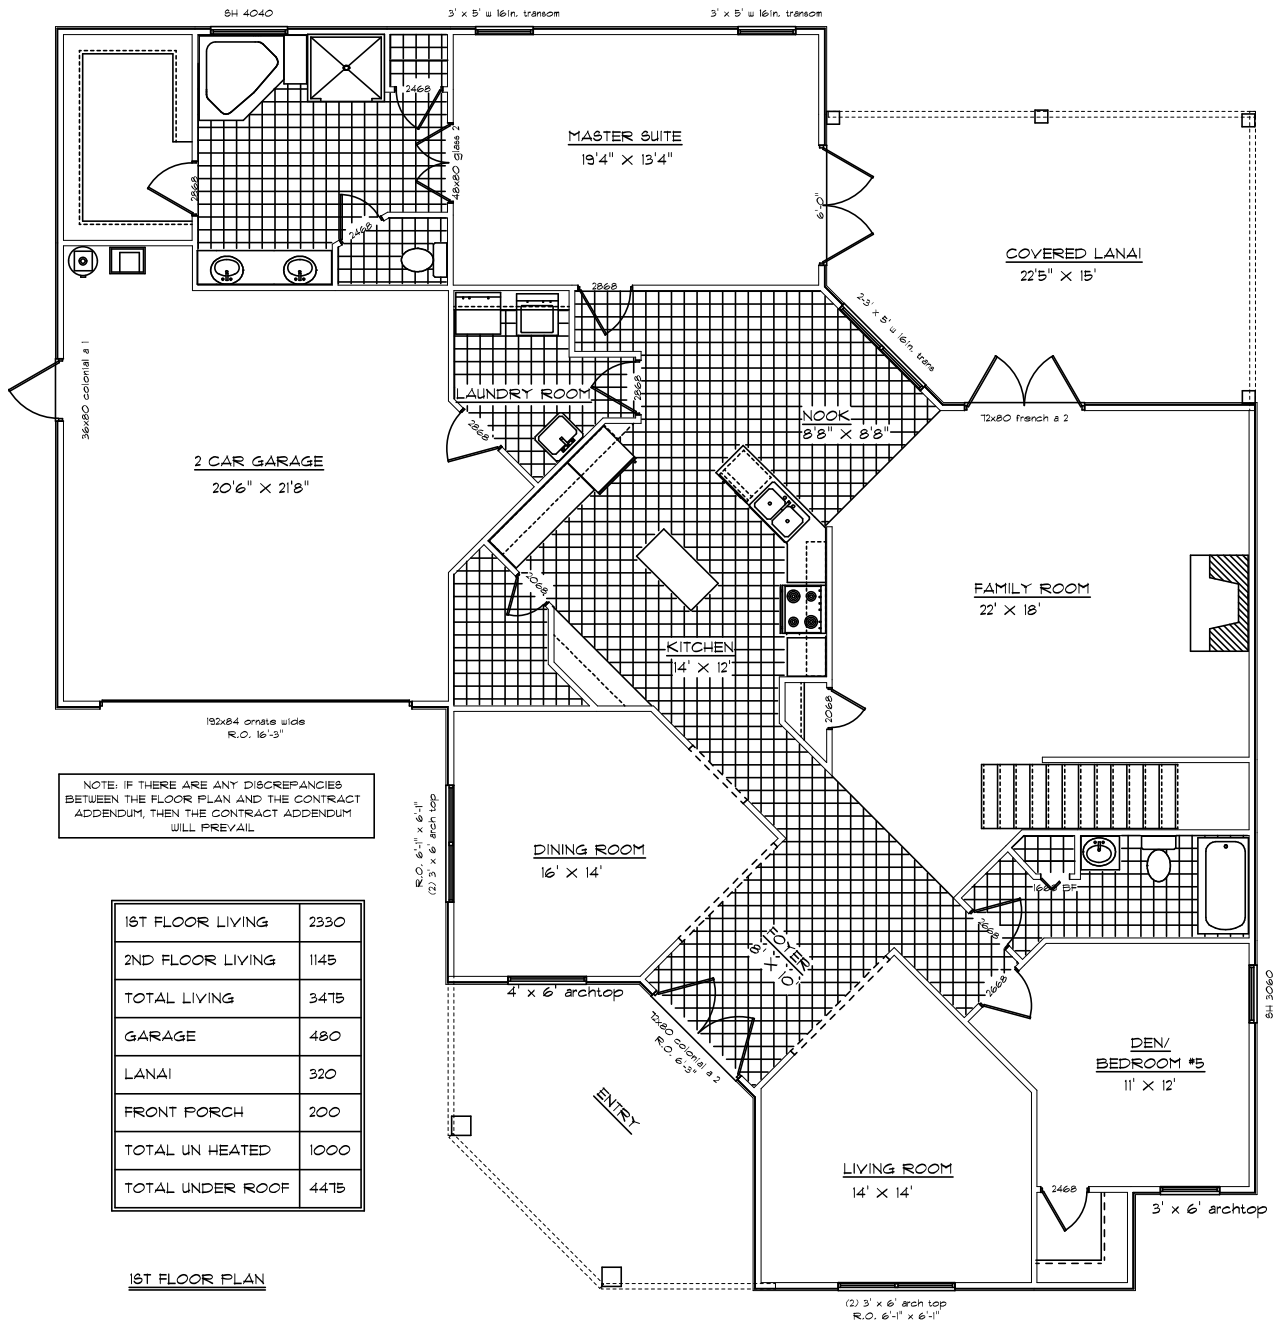 SH 4040
3' x 5' w 16in. transom
3' x 5' w 16in. transom
2468
48x80 glass 2
2868
2468
MASTER SUITE
19'4" X 13'4"
6'-0"
COVERED LANAI
22'5" X 15'
2868
2-3' x 5' w 16in. trans
36x80 colonial a 1
LAUNDRY ROOM
2868
2868
NOOK
8'8" X 8'8"
72x80 french a 2
2 CAR GARAGE
20'6" X 21'8"
2068
FAMILY ROOM
22' X 18'
KITCHEN
14' X 12'
2068
192x84 ornate wide
R.O. 16'-3"
NOTE: IF THERE ARE ANY DISCREPANCIES
BETWEEN THE FLOOR PLAN AND THE CONTRACT
ADDENDUM, THEN THE CONTRACT ADDENDUM
WILL PREVAIL
R.O. 6'-1" x 6'-1"
(2) 3' x 6' arch top
DINING ROOM
16' X 14'
1668 BF
2668
2668
FOYER
8' X 10'
1ST FLOOR LIVING 2330
2ND FLOOR LIVING 1145
TOTAL LIVING 3475
GARAGE 480
LANAI 320
FRONT PORCH 200
TOTAL UN HEATED 1000
TOTAL UNDER ROOF 4475
4' x 6' archtop
72x80 colonial a 2
R.O. 6'-3"
SH 3060
DEN/
BEDROOM #5
11' X 12'
ENTRY
LIVING ROOM
14' X 14'
2468
3' x 6' archtop
1ST FLOOR PLAN
(2) 3' x 6' arch top
R.O. 6'-1" x 6'-1"